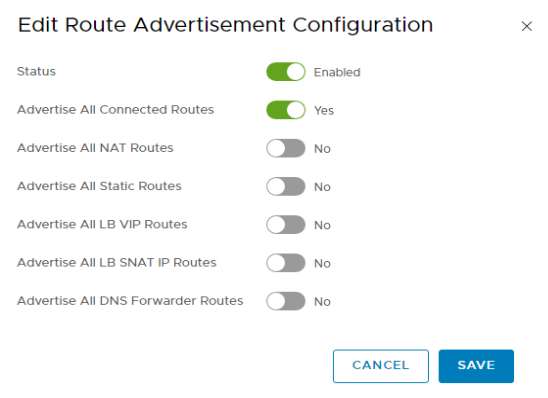 Edit Route Advertisement Configuration
Status Enabled
Advertise All Connected Routes Yes
Advertise All NAT Routes No
Advertise All Static Routes No
Advertise All LB VIP Routes No
Advertise All LB SNAT IP Routes No
Advertise All DNS Forwarder Routes No
CANCEL SAVE